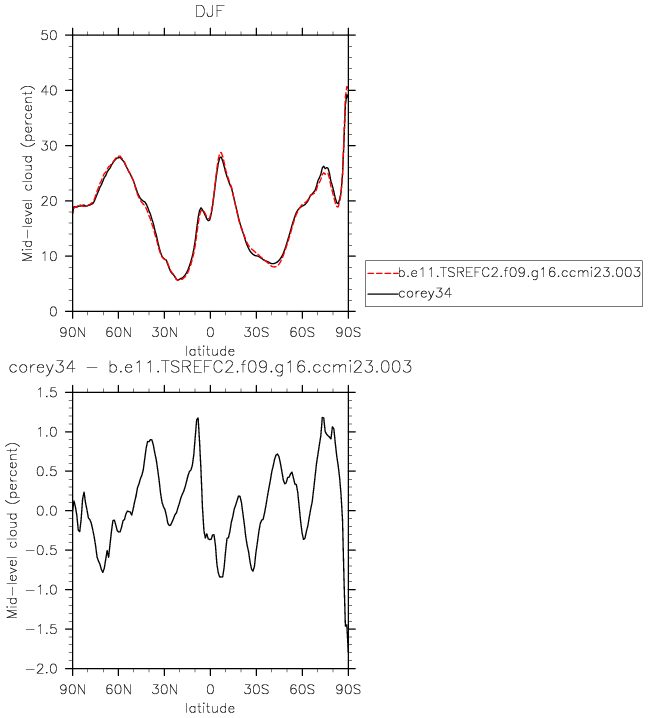 DJF
50
40
30
20
10
0
Mid-level cloud (percent)
90N 60N 30N 0 30S 60S 90S
latitude
b.e11.TSREFC2.f09.g16.ccmi23.003
corey34
corey34 - b.e11.TSREFC2.f09.g16.ccmi23.003
1.5
1.0
0.5
0.0
-0.5
-1.0
-1.5
-2.0
Mid-level cloud (percent)
90N 60N 30N 0 30S 60S 90S
latitude